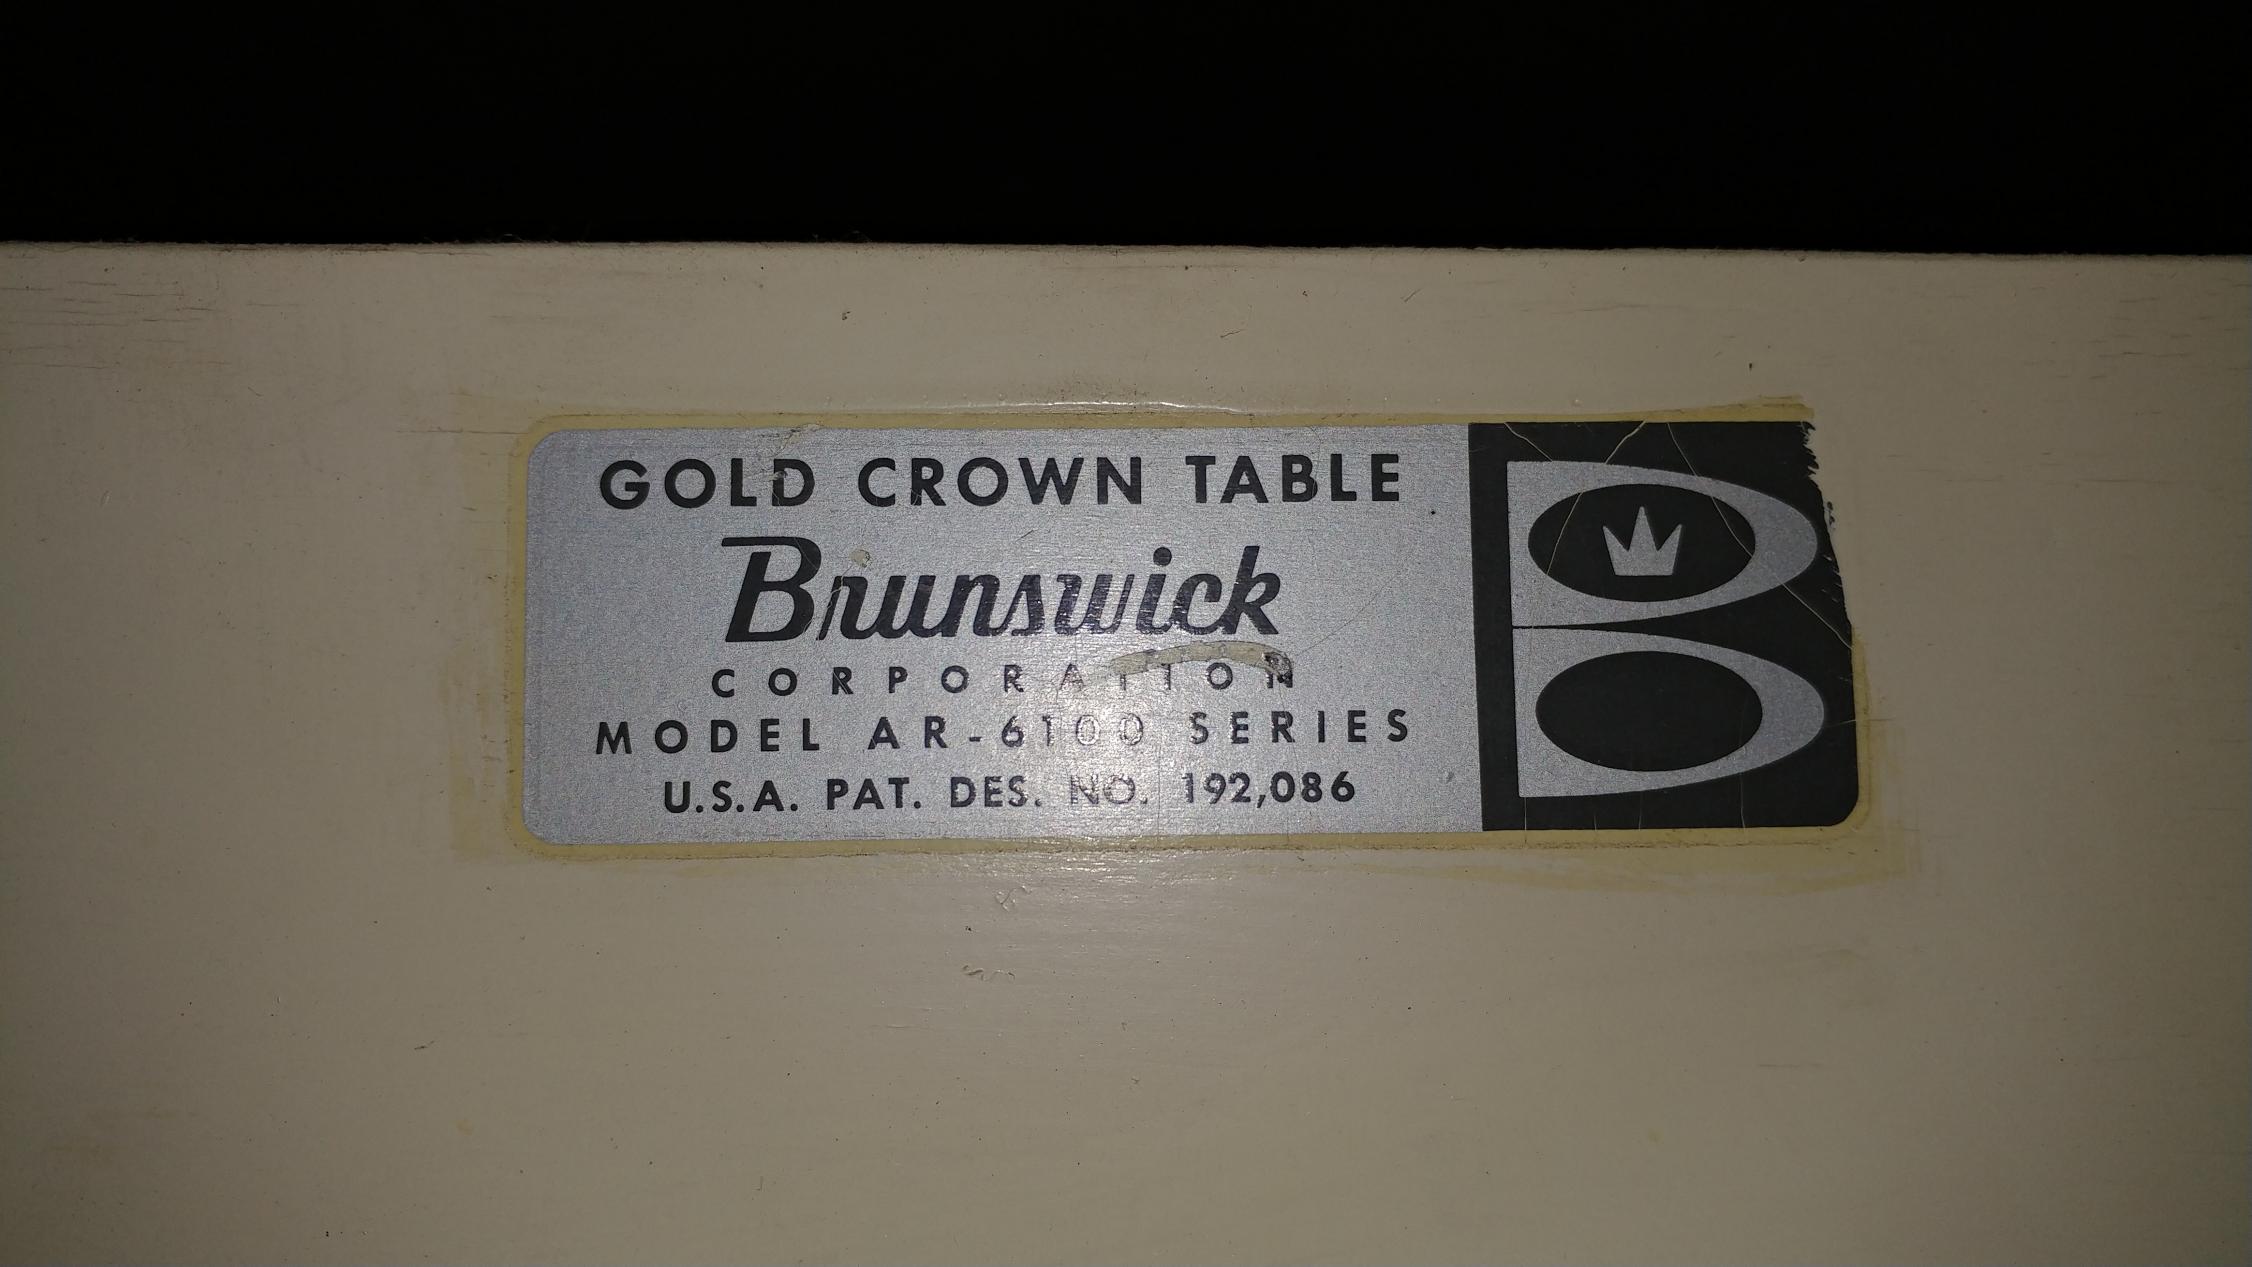 GOLD CROWN TABLE
Brunswick
CORPORATION
MODEL AR-6100 SERIES
U.S.A. PAT. DES. NO. 192,086